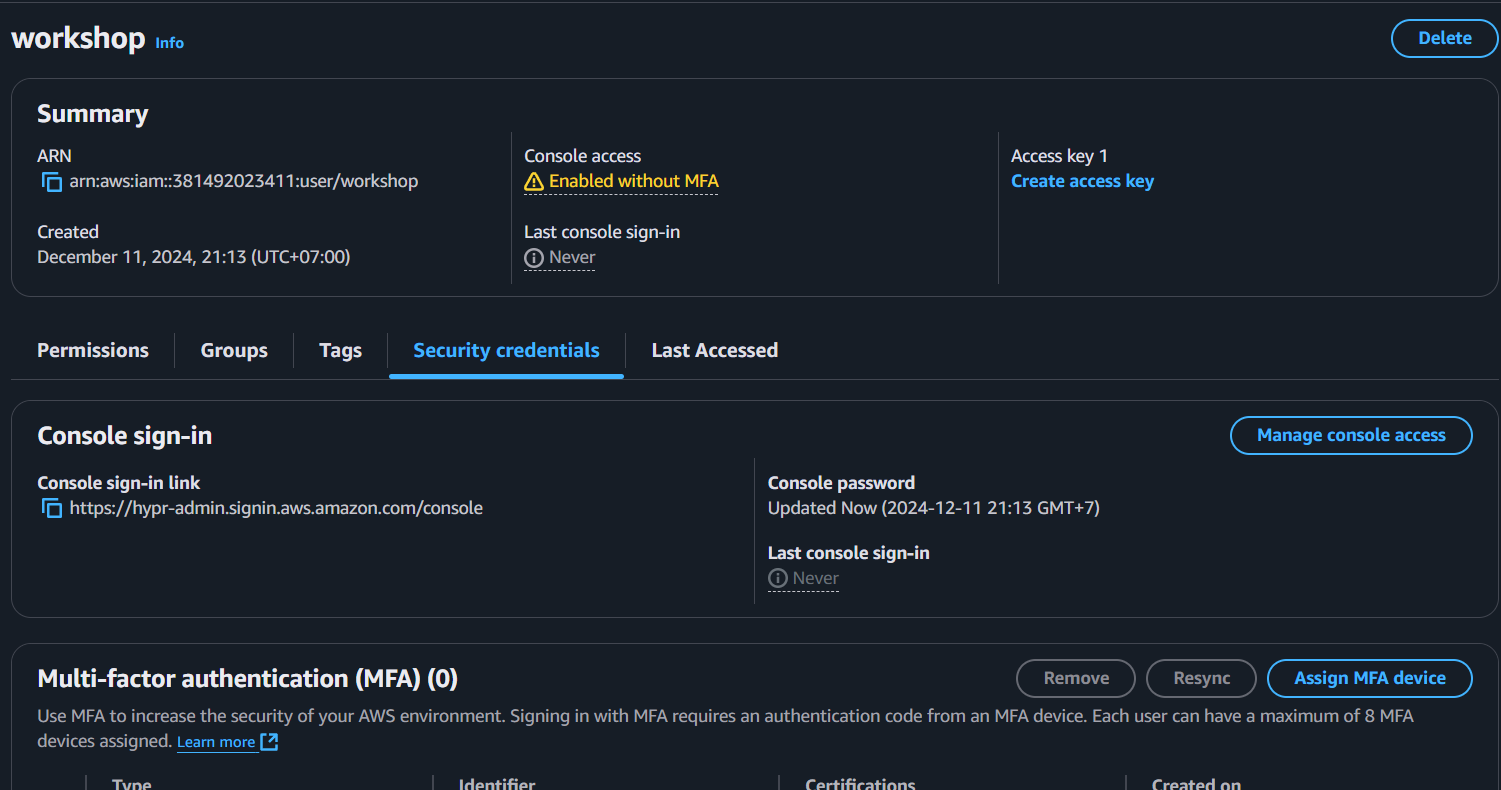 workshop Info
Delete
Summary
ARN
arn:aws:iam::381492023411:user/workshop
Created
December 11, 2024, 21:13 (UTC+07:00)
Console access
Enabled without MFA
Last console sign-in
Never
Access key 1
Create access key
Permissions Groups Tags Security credentials Last Accessed
Console sign-in
Manage console access
Console sign-in link
https://hypr-admin.signin.aws.amazon.com/console
Console password
Updated Now (2024-12-11 21:13 GMT+7)
Last console sign-in
Never
Multi-factor authentication (MFA) (0)
Remove Resync Assign MFA device
Use MFA to increase the security of your AWS environment. Signing in with MFA requires an authentication code from an MFA device. Each user can have a maximum of 8 MFA
devices assigned. Learn more
Type Identifier Certifications Created on